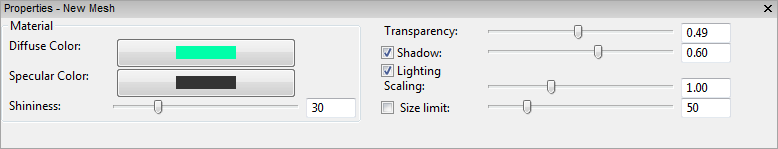 Properties - New Mesh
Material
Diffuse Color:
Specular Color:
Shininess: 30
Transparency: 0.49
Shadow: 0.60
Lighting
Scaling: 1.00
Size limit: 50